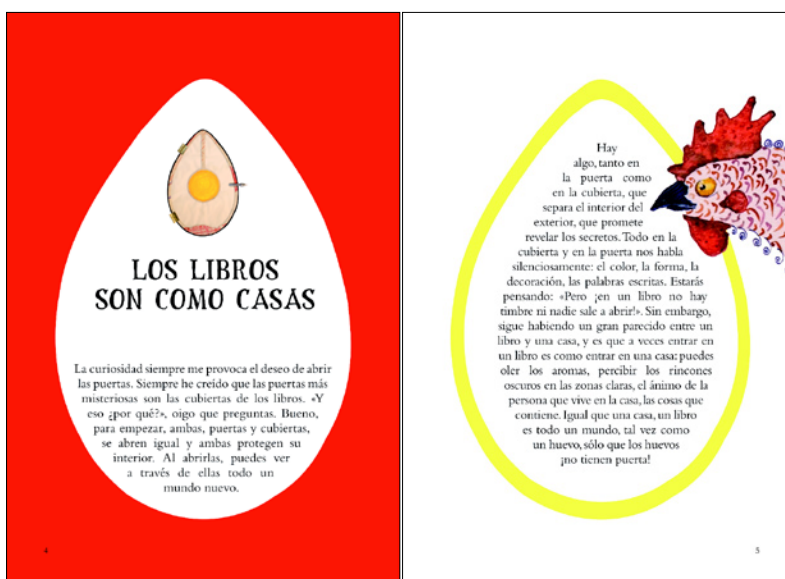 LOS LIBROS
SON COMO CASAS
La curiosidad siempre me provoca el deseo de abrir
las puertas. Siempre he creído que las puertas más
misteriosas son las cubiertas de los libros. «Y
eso ¿por qué?», oigo que preguntas. Bueno,
para empezar, ambas, puertas y cubiertas,
se abren igual y ambas protegen su
interior. Al abrirlas, puedes ver
a través de ellas todo un
mundo nuevo.
4
Hay
algo, tanto en
la puerta como
en la cubierta, que
separa el interior del
exterior, que promete
revelar los secretos. Todo en la
cubierta y en la puerta nos habla
silenciosamente: el color, la forma, la
decoración, las palabras escritas. Estarás
pensando: «Pero ¡en un libro no hay
timbre ni nadie sale a abrir!». Sin embargo,
sigue habiendo un gran parecido entre un
libro y una casa, y es que a veces entrar en
un libro es como entrar en una casa: puedes
oler los aromas, percibir los rincones
oscuros en las zonas claras, el ánimo de la
persona que vive en la casa, las cosas que
contiene. Igual que una casa, un libro
es todo un mundo, tal vez como
un huevo, sólo que los huevos
¡no tienen puerta!
5